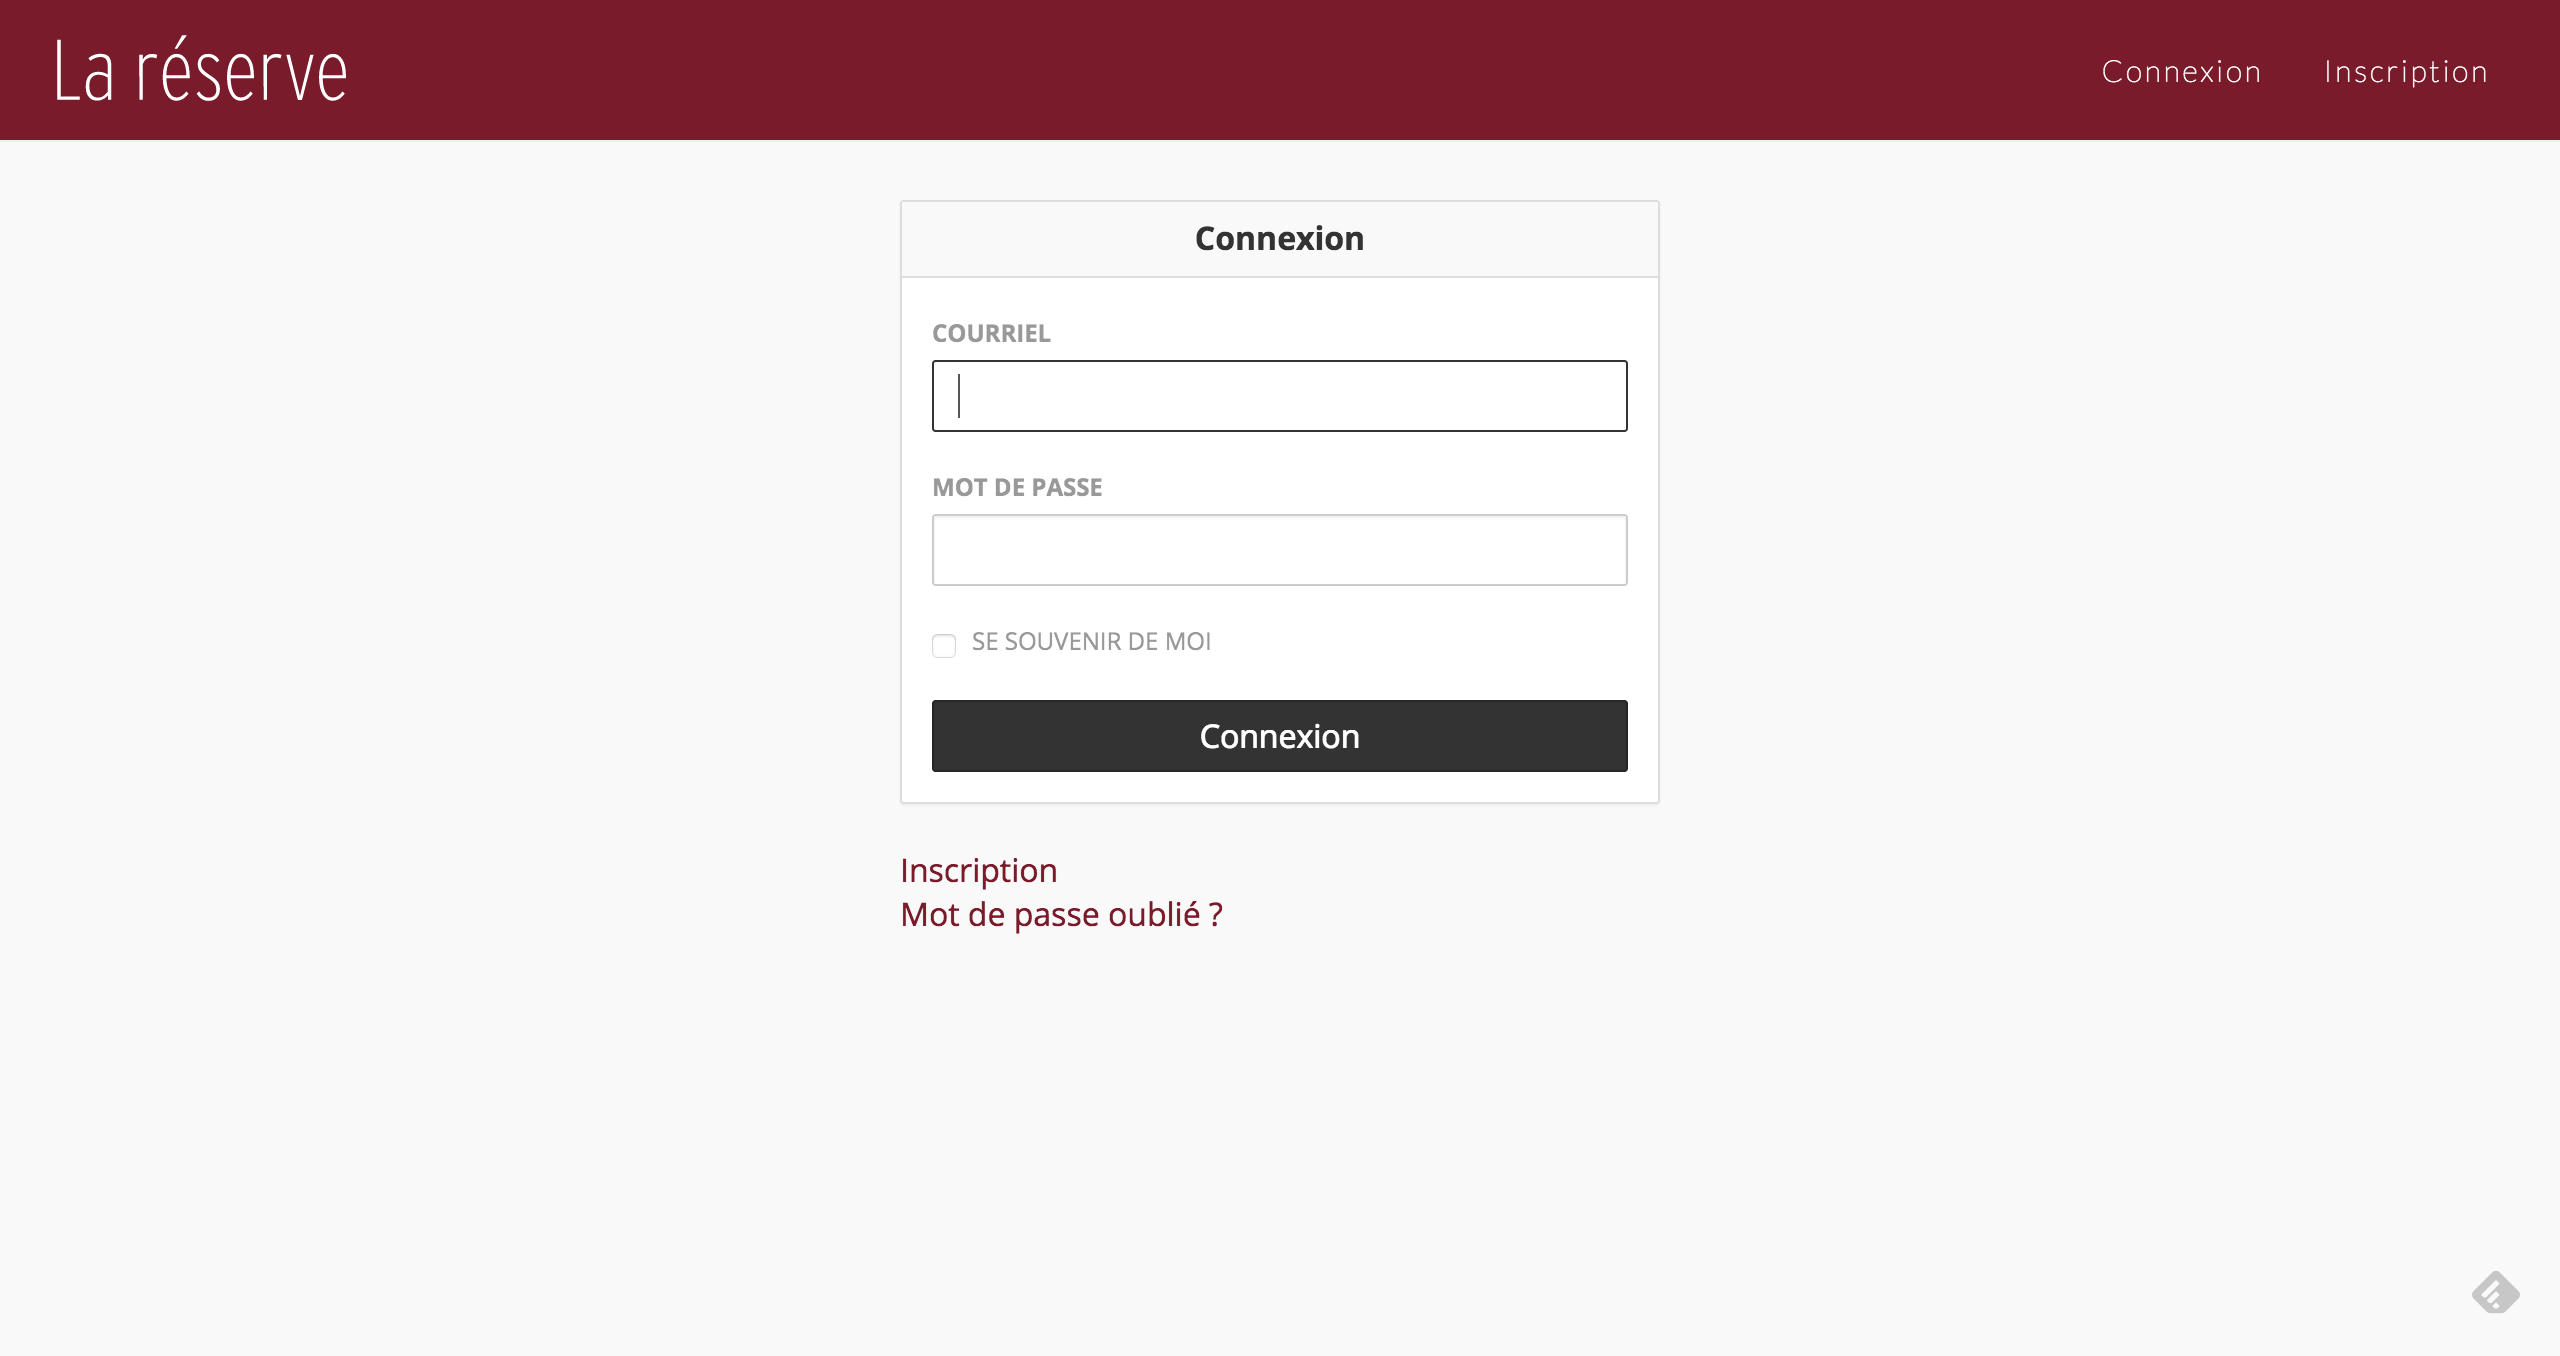 La réserve
Connexion Inscription
Connexion
COURRIEL
MOT DE PASSE
SE SOUVENIR DE MOI
Connexion
Inscription
Mot de passe oublié ?